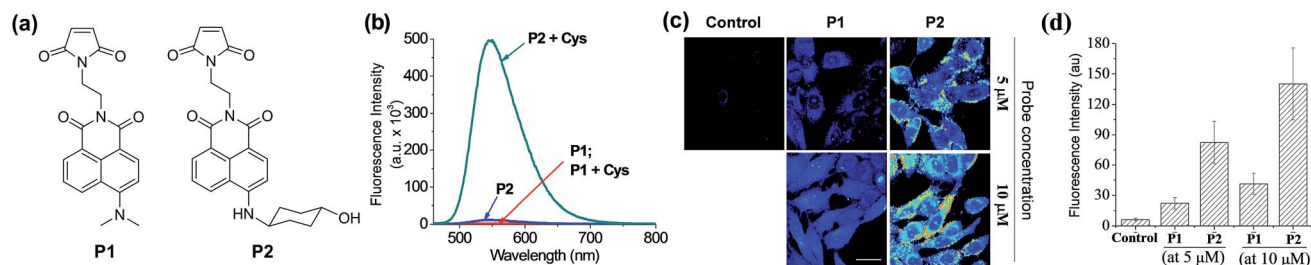 (a)
O N O
O N O
N
P1
O N O
O N O
HN
OH
P2
(b)
Fluorescence Intensity
(a.u. × 10³)
500
400
300
200
100
0
P2 + Cys
P1;
P1 + Cys
P2
500 600 700 800
Wavelength (nm)
(c)
Control P1 P2
5 μM
10 μM
Probe concentration
(d)
Fluorescence Intensity (au)
180
150
120
90
60
30
0
Control P1 P2 P1 P2
(at 5 μM) (at 10 μM)